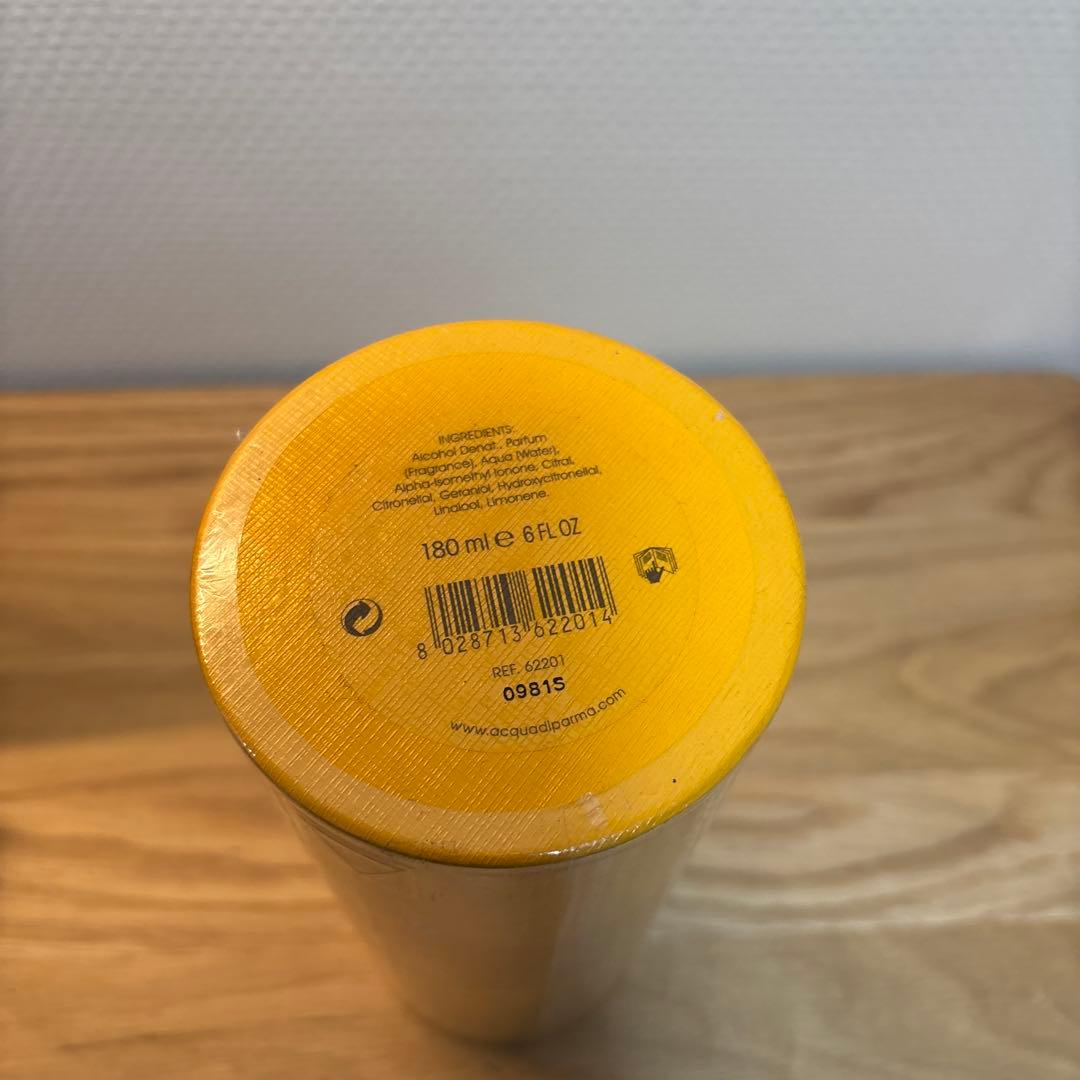 INGREDIENTS:
Alcohol Denat., Parfum
(Fragrance), Aqua (Water),
Alpha-Isomethyl Ionone, Citral,
Citronellal, Geraniol, Hydroxycitronellal,
Linalool, Limonene.
180 ml e 6 FL OZ
8 028713 622014
REF. 62201
0981S
www.acquadiparma.com